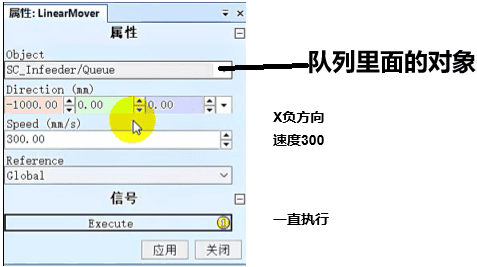 属性: LinearMover
属性
Object
SC_Infeeder/Queue
队列里面的对象
Direction (mm)
-1000.00 0.00 0.00
X负方向
Speed (mm/s)
速度300
300.00
Reference
Global
信号
一直执行
Execute
应用 关闭